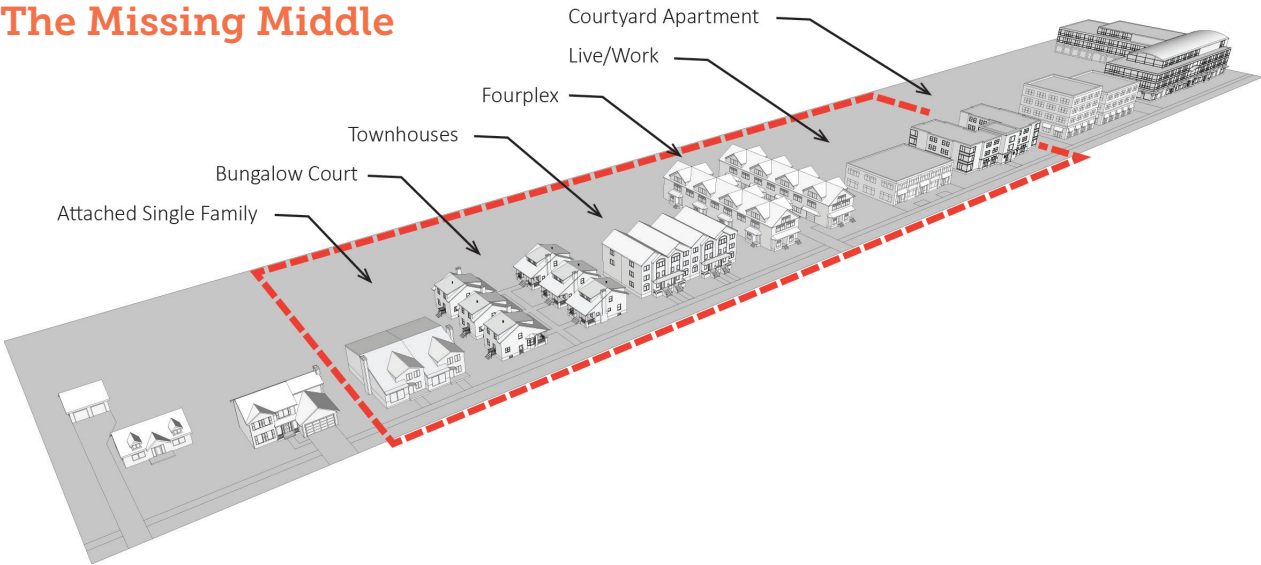 The Missing Middle
Courtyard Apartment
Live/Work
Fourplex
Townhouses
Bungalow Court
Attached Single Family